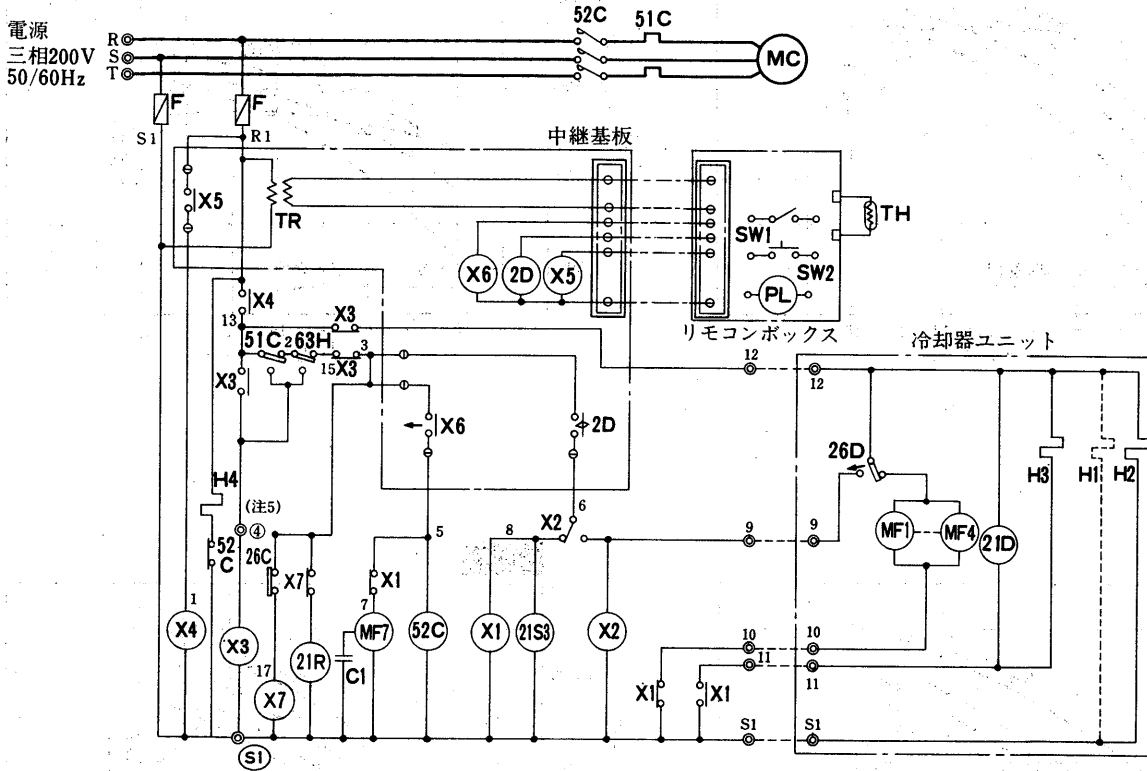 電源
三相200V
50/60Hz
R
S
T
52C
51C
MC
F
F
S1
R1
中継基板
X5
TR
X6
2D
X5
SW1
SW2
PL
TH
リモコンボックス
X4
13
X3
51C
2
63H
3
15
X3
X3
冷却器ユニット
12
12
X6
2D
26D
H3
H1
H2
H4
(注5)
④
6
X2
8
5
9
9
MF1
MF4
21D
52
C
26C
X7
X1
7
1
X4
X3
21R
MF7
52C
X1
21S3
X2
10
10
11
11
17
X7
C1
X1
X1
S1
S1
S1